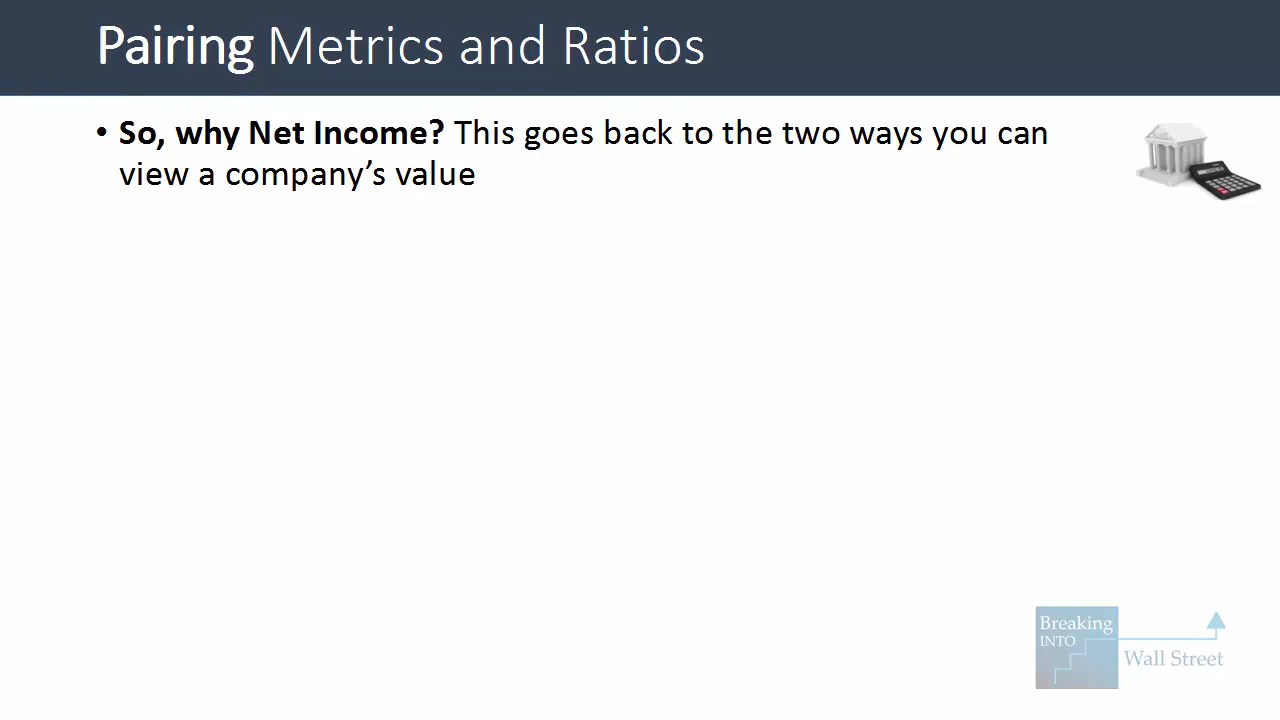 Pairing Metrics and Ratios
• So, why Net Income? This goes back to the two ways you can
view a company’s value
Breaking
INTO
Wall Street